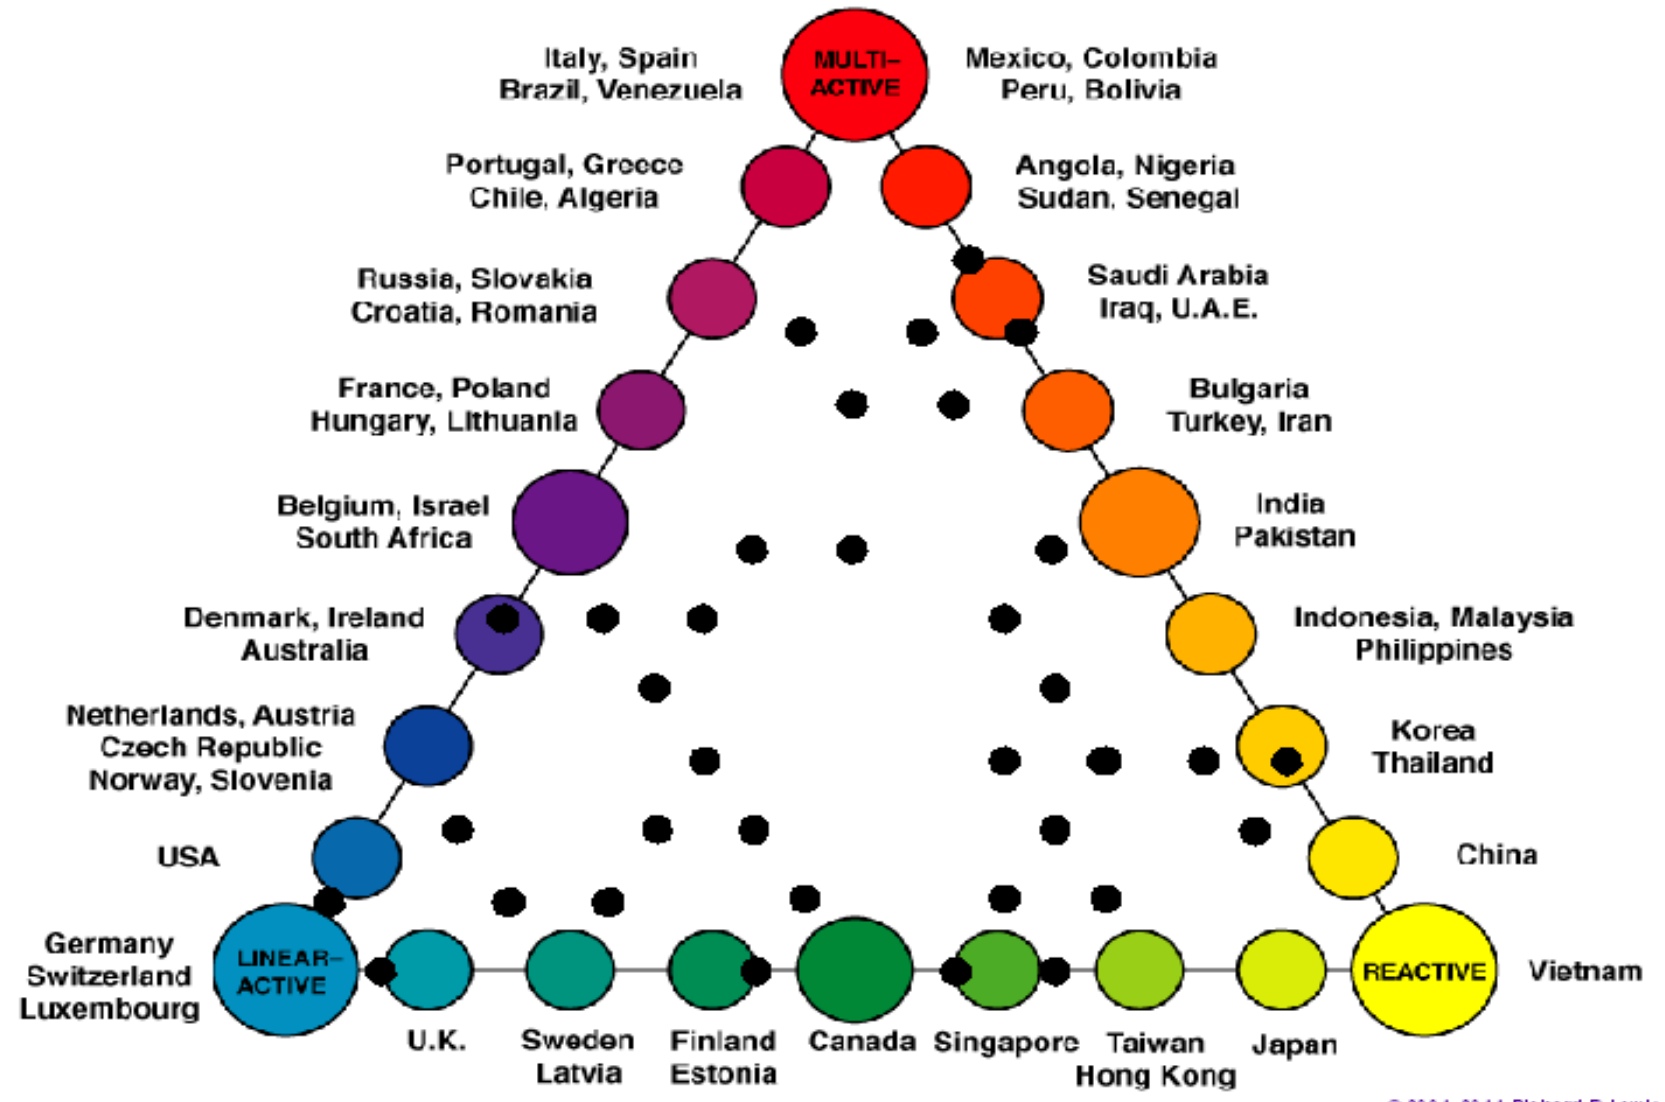 Italy, Spain
Brazil, Venezuela
MULTI-
ACTIVE
Mexico, Colombia
Peru, Bolivia
Portugal, Greece
Chile, Algeria
Angola, Nigeria
Sudan. Senegal
Russia, Slovakia
Croatia, Romania
Saudi Arabia
Iraq, U.A.E.
France, Poland
Hungary, Lithuania
Bulgaria
Turkey, Iran
Belgium, Israel
South Africa
India
Pakistan
Denmark, Ireland
Australia
Indonesia, Malaysia
Philippines
Netherlands, Austria
Czech Republic
Norway, Slovenia
Korea
Thailand
USA
China
Germany
Switzerland
Luxembourg
LINEAR-
ACTIVE
REACTIVE
Vietnam
U.K.
Sweden
Latvia
Finland
Estonia
Canada
Singapore
Taiwan
Hong Kong
Japan